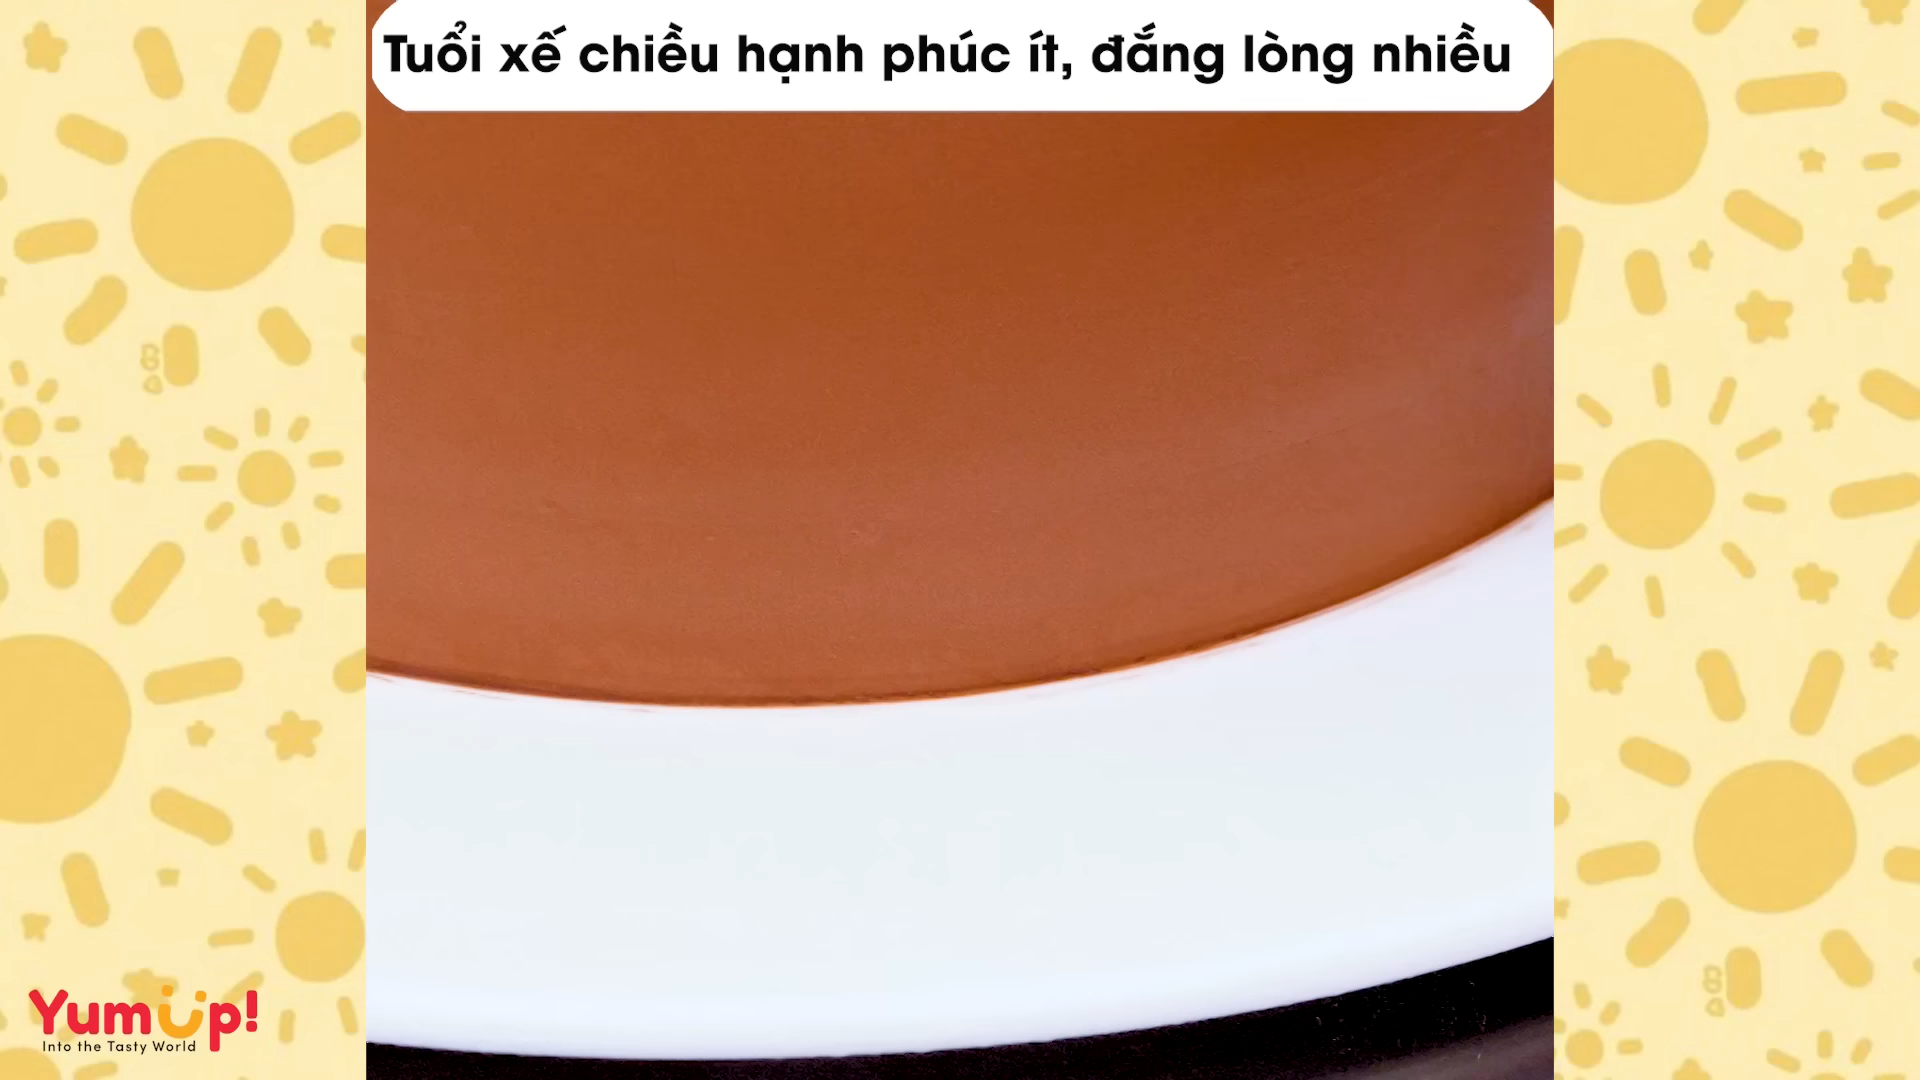 Tuổi xế chiều hạnh phúc ít, đắng lòng nhiều
YumUp!
Into the Tasty World